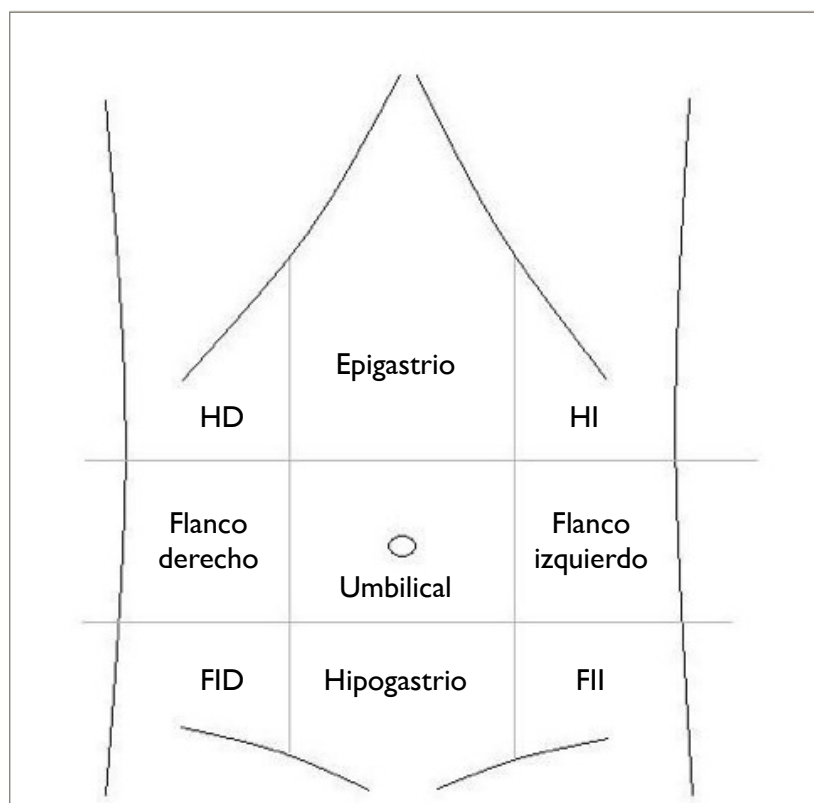 Epigastrio
HD
HI
Flanco
derecho
Flanco
izquierdo
Umbilical
FID
Hipogastrio
FII